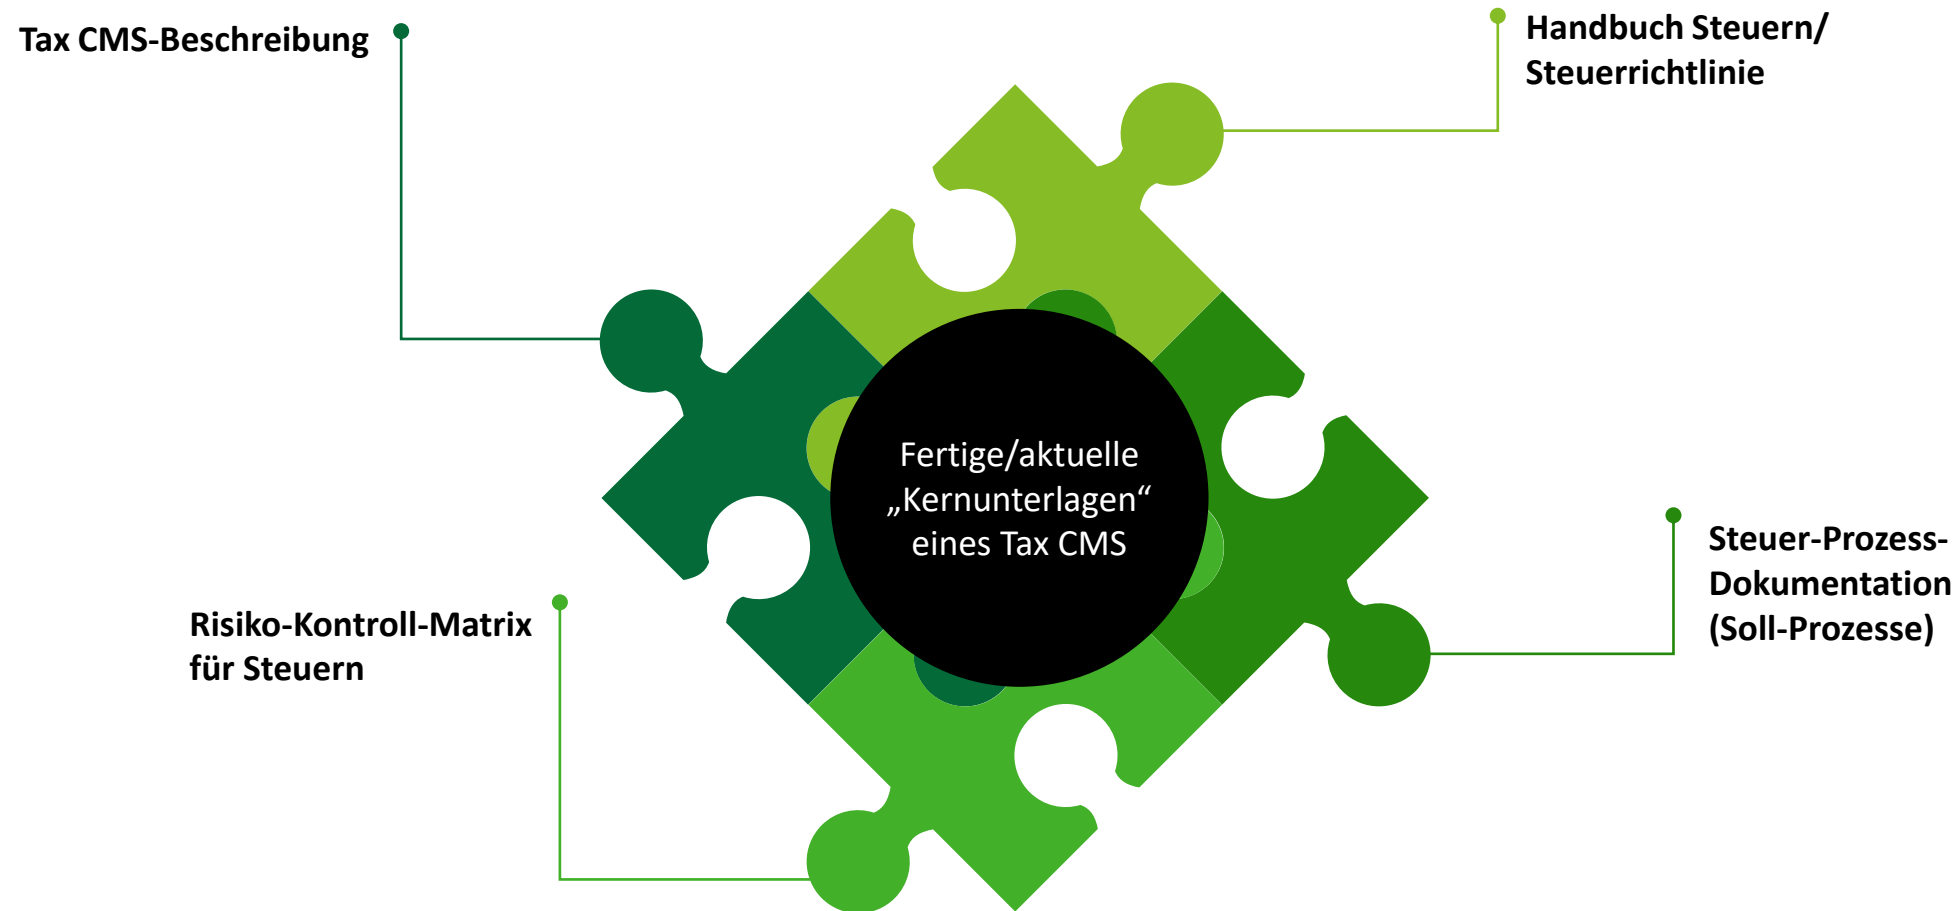 Tax CMS-Beschreibung
Handbuch Steuern/
Steuerrichtlinie
Fertige/aktuelle
„Kernunterlagen“
eines Tax CMS
Steuer-Prozess-
Dokumentation
(Soll-Prozesse)
Risiko-Kontroll-Matrix
für Steuern